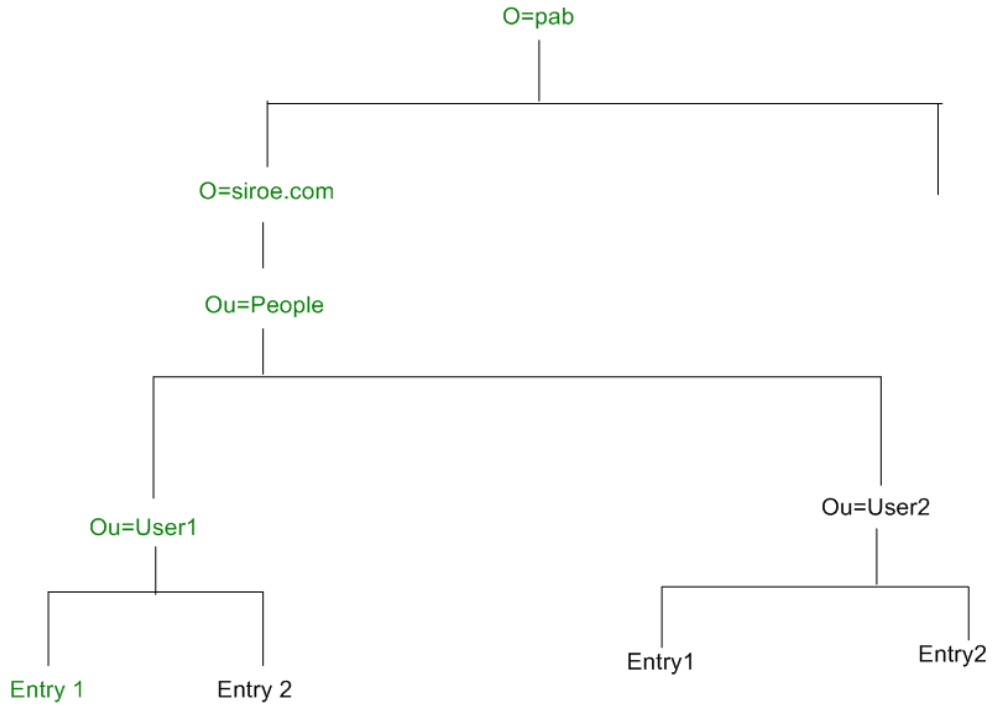 O=pab
O=siroe.com
Ou=People
Ou=User1
Ou=User2
Entry 1
Entry 2
Entry1
Entry2